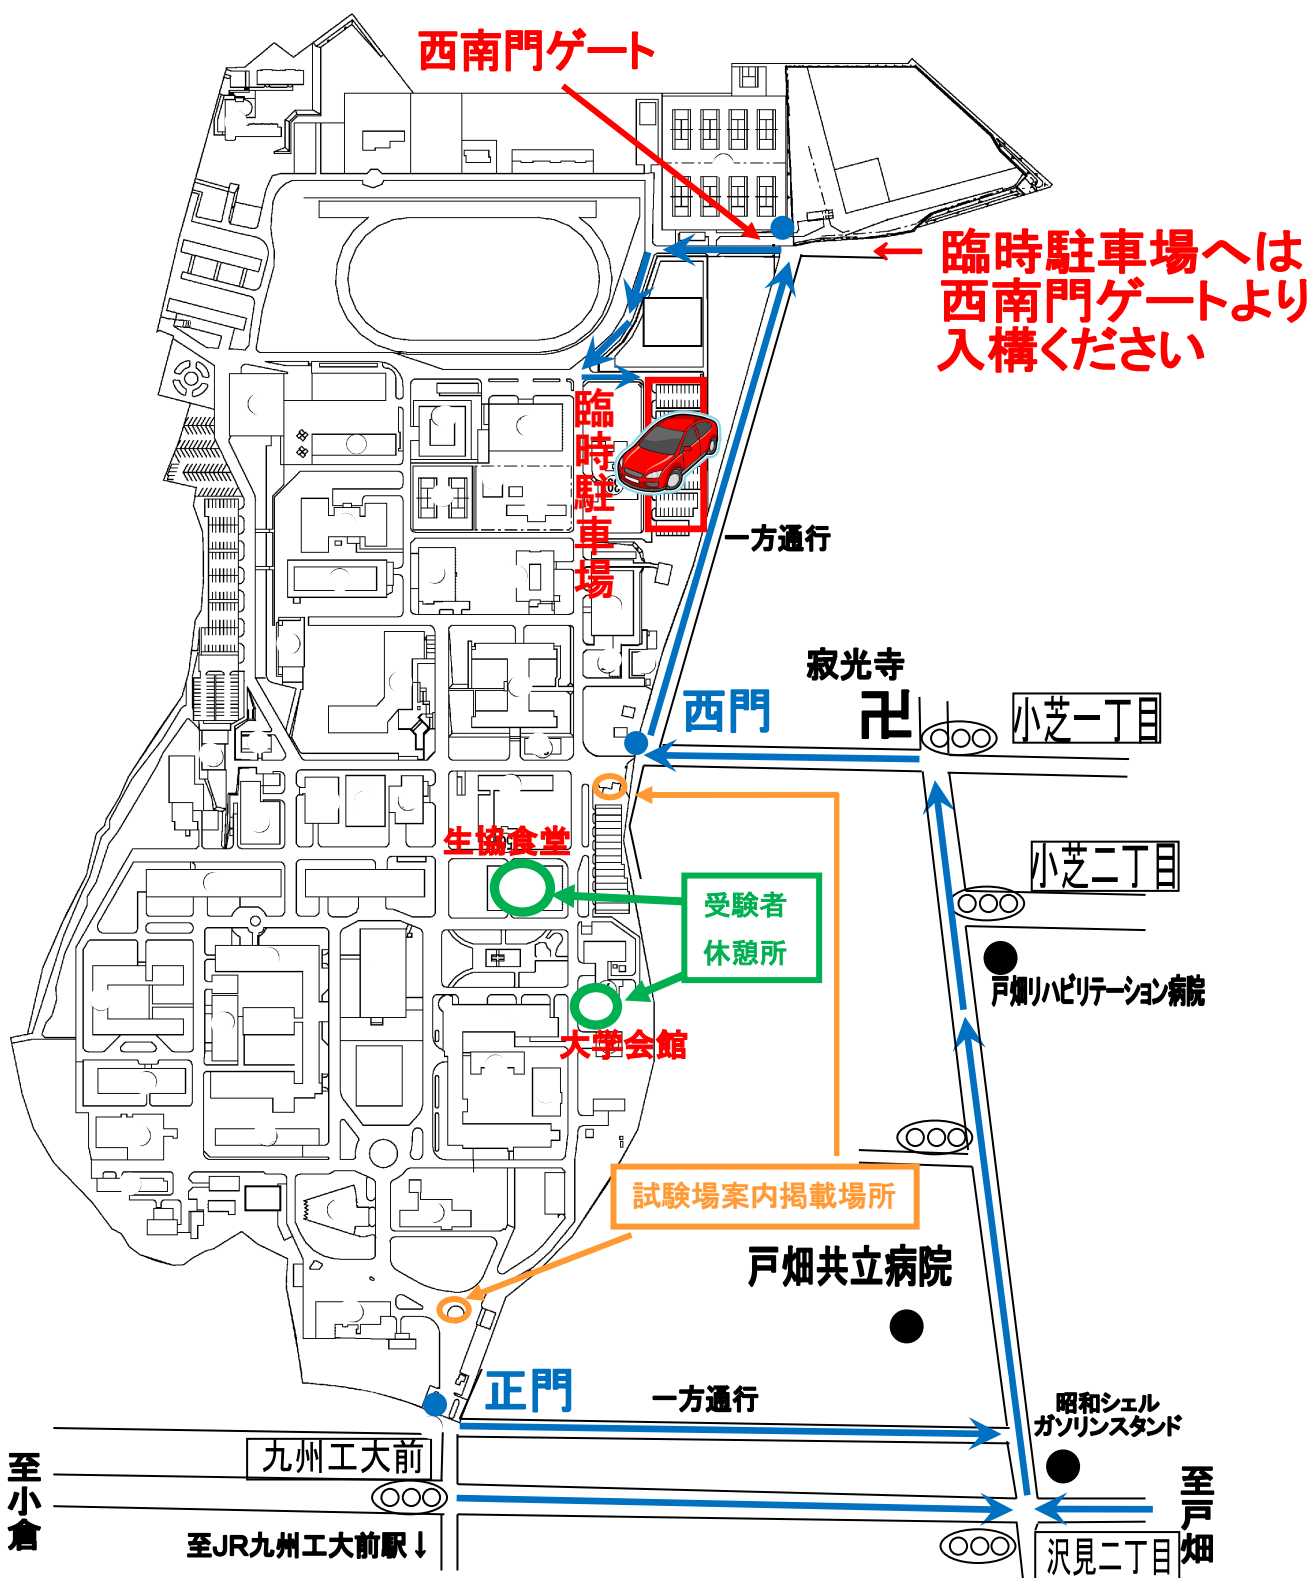 西南門ゲート
臨時駐車場へは
西南門ゲートより
入構ください
臨時駐車場
一方通行
寂光寺
卍
西門
小芝一丁目
生協食堂
小芝二丁目
受験者
休憩所
戸畑リハビリテーション病院
大学会館
試験場案内掲載場所
戸畑共立病院
正門
一方通行
昭和シェル
ガソリンスタンド
九州工大前
至小倉
至戸畑
至JR九州工大前駅↓
沢見二丁目